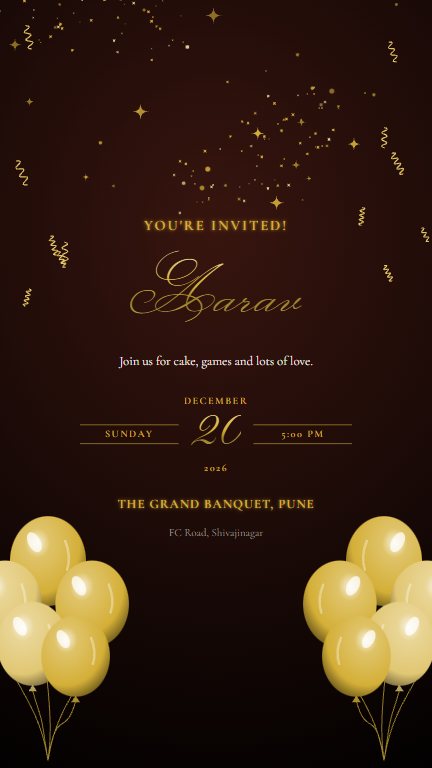 YOU'RE INVITED!
Aarav
Join us for cake, games and lots of love.
DECEMBER
SUNDAY 20 5:00 PM
2026
THE GRAND BANQUET, PUNE
FC Road, Shivajinagar